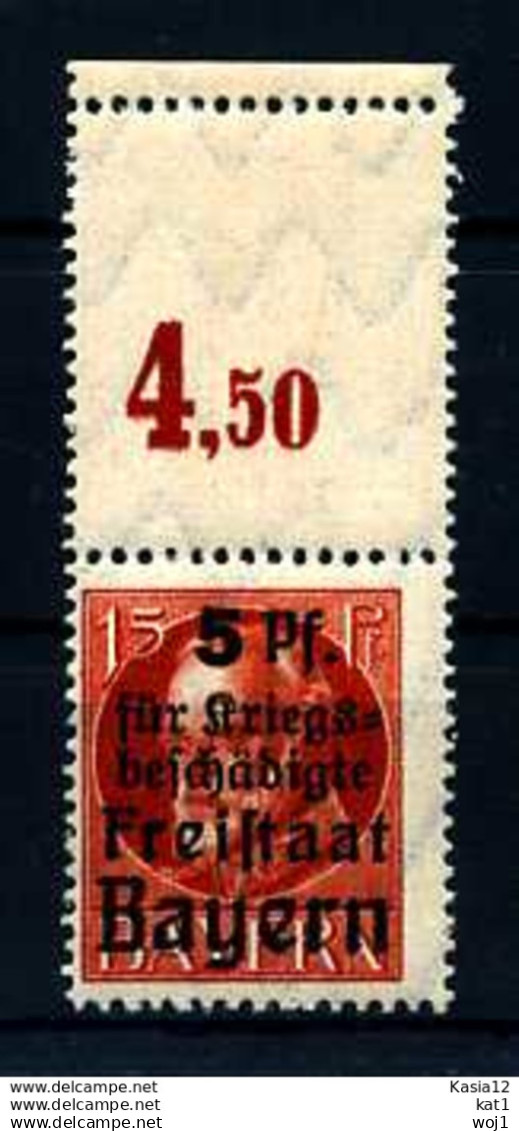 4,50
15 Pf
5 Pf.
für Kriegs=
beschädigte
Freistaat
Bayern
BAYERN
www.delcampe.net
www.delcampe.net
www.delcampe.net
Kasia12
kat1
woj1